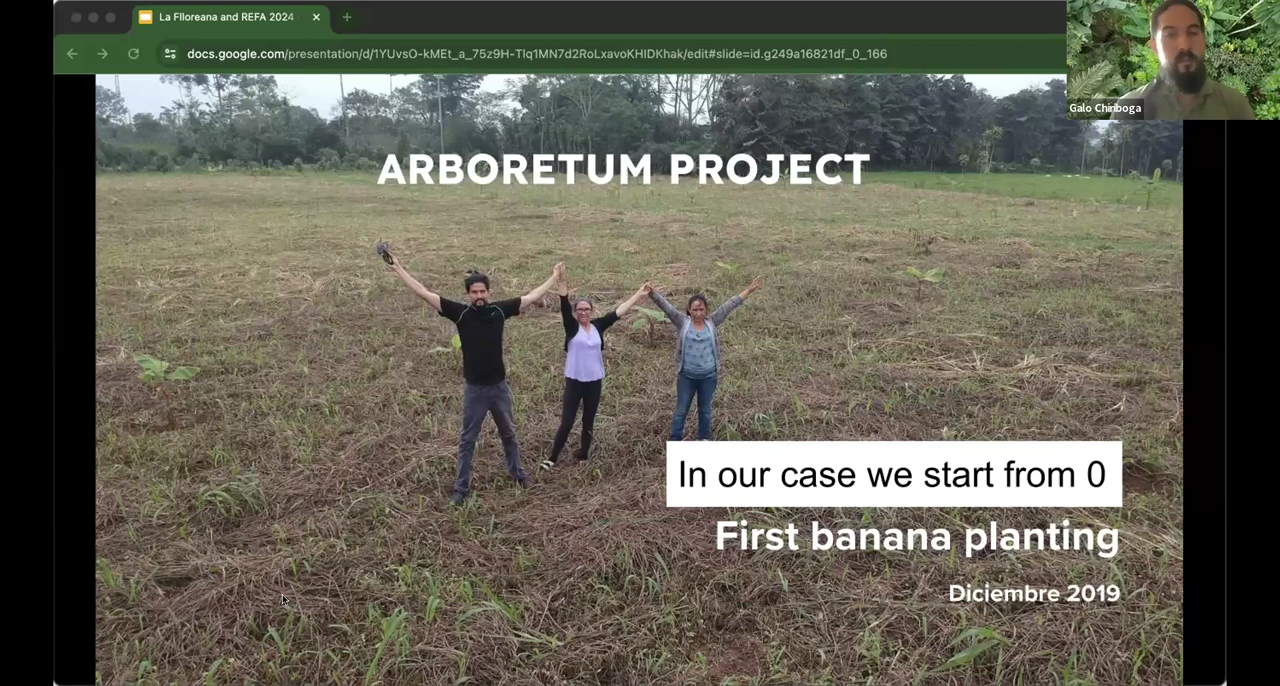 La Flloreana and REFA 2024
docs.google.com/presentation/d/1YUvsO-kMEt_a_75z9H-TIq1MN7d2RoLxavoKHIDKhak/edit#slide=id.g249a16821df_0_166
Galo Chiriboga
ARBORETUM PROJECT
In our case we start from 0
First banana planting
Diciembre 2019